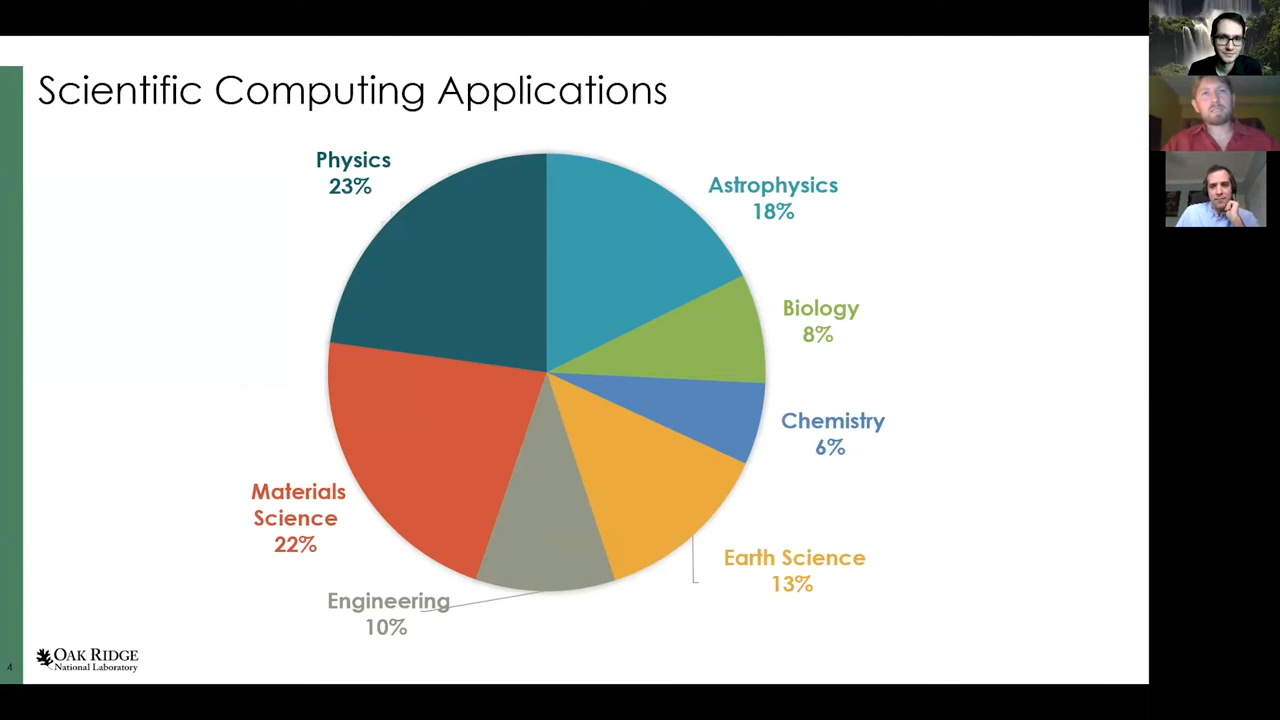 Scientific Computing Applications
Physics
23%
Astrophysics
18%
Biology
8%
Chemistry
6%
Earth Science
13%
Engineering
10%
Materials
Science
22%
4
OAK RIDGE
National Laboratory